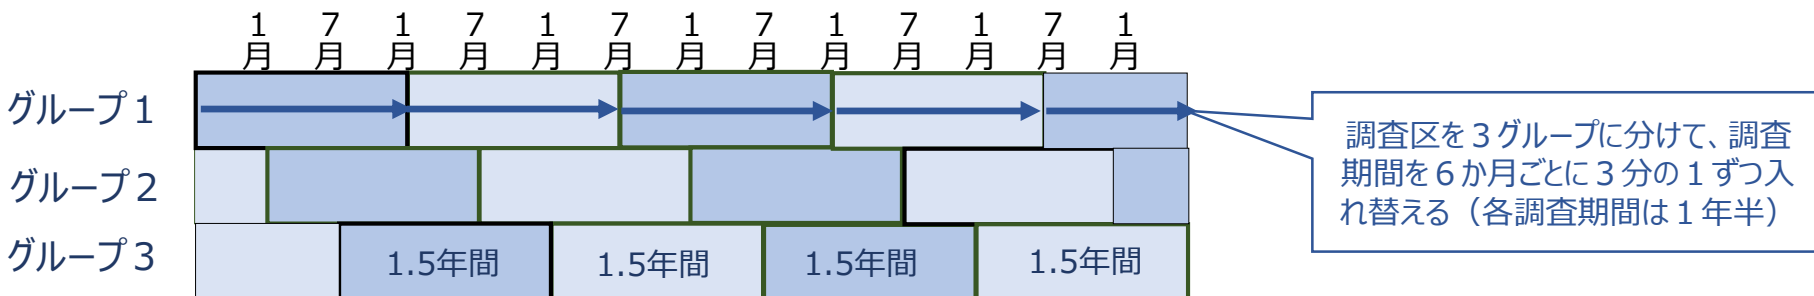 1月 7月 1月 7月 1月 7月 1月 7月 1月 7月 1月 7月 1月
グループ1
グループ2
グループ3
1.5年間 1.5年間 1.5年間 1.5年間
調査区を3グループに分けて、調査
期間を6か月ごとに3分の1ずつ入
れ替える（各調査期間は1年半）